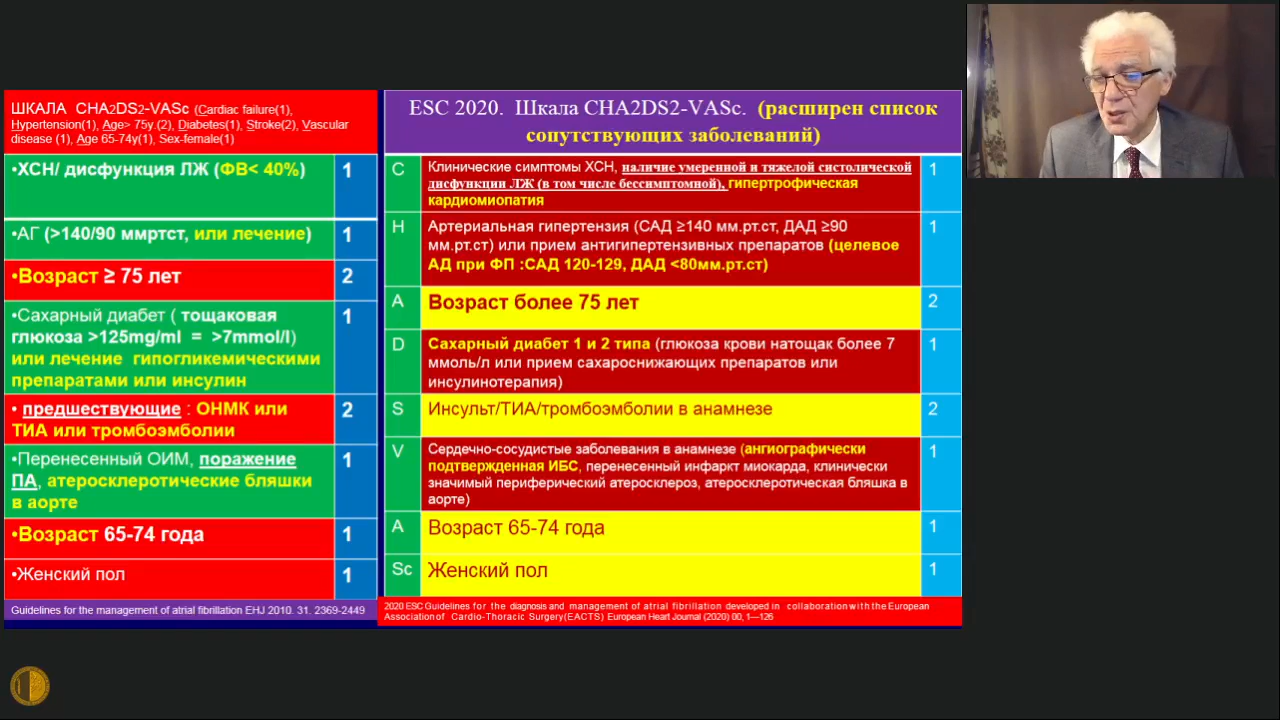 ШКАЛА CHA2DS2-VASc (Cardiac failure(1),
Hypertension(1), Age> 75y.(2), Diabetes(1), Stroke(2), Vascular
disease (1), Age 65-74y(1), Sex-female(1)
•ХСН/ дисфункция ЛЖ (ФВ< 40%) 1
•АГ (>140/90 ммртст, или лечение) 1
•Возраст ≥ 75 лет 2
•Сахарный диабет ( тощаковая 1
глюкоза >125mg/ml = >7mmol/l)
или лечение гипогликемическими
препаратами или инсулин
• предшествующие : ОНМК или 2
ТИА или тромбоэмболии
•Перенесенный ОИМ, поражение 1
ПА, атеросклеротические бляшки
в аорте
•Возраст 65-74 года 1
•Женский пол 1
Guidelines for the management of atrial fibrillation EHJ 2010. 31. 2369-2449
ESC 2020. Шкала CHA2DS2-VASc. (расширен список
сопутствующих заболеваний)
C Клинические симптомы ХСН, наличие умеренной и тяжелой систолической 1
дисфункции ЛЖ (в том числе бессимптомной), гипертрофическая
кардиомиопатия
H Артериальная гипертензия (САД ≥140 мм.рт.ст, ДАД ≥90 1
мм.рт.ст) или прием антигипертензивных препаратов (целевое
АД при ФП :САД 120-129, ДАД <80мм.рт.ст)
A Возраст более 75 лет 2
D Сахарный диабет 1 и 2 типа (глюкоза крови натощак более 7 1
ммоль/л или прием сахароснижающих препаратов или
инсулинотерапия)
S Инсульт/ТИА/тромбоэмболии в анамнезе 2
V Сердечно-сосудистые заболевания в анамнезе (ангиографически 1
подтвержденная ИБС, перенесенный инфаркт миокарда, клинически
значимый периферический атеросклероз, атеросклеротическая бляшка в
аорте)
A Возраст 65-74 года 1
Sc Женский пол 1
2020 ESC Guidelines for the diagnosis and management of atrial fibrillation developed in collaboration with the European
Association of Cardio-Thoracic Surgery(EACTS) European Heart Journal (2020) 00, 1—126